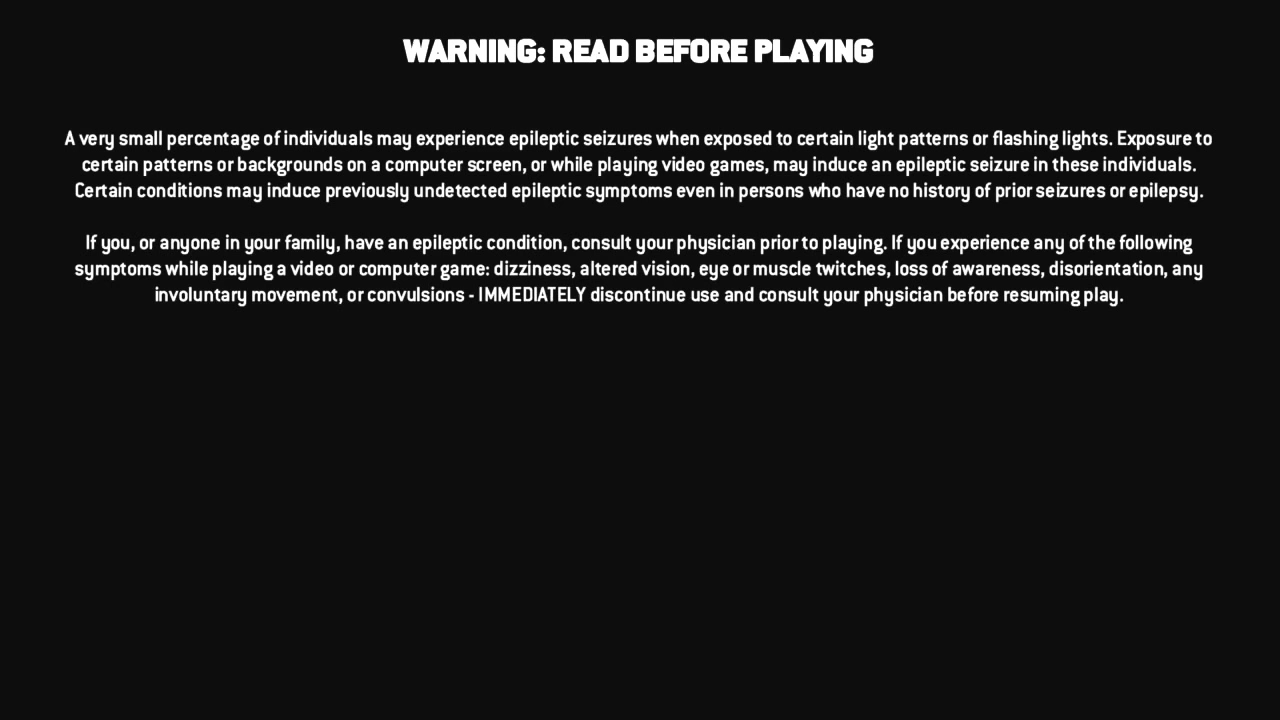 WARNING: READ BEFORE PLAYING
A very small percentage of individuals may experience epileptic seizures when exposed to certain light patterns or flashing lights. Exposure to
certain patterns or backgrounds on a computer screen, or while playing video games, may induce an epileptic seizure in these individuals.
Certain conditions may induce previously undetected epileptic symptoms even in persons who have no history of prior seizures or epilepsy.
If you, or anyone in your family, have an epileptic condition, consult your physician prior to playing. If you experience any of the following
symptoms while playing a video or computer game: dizziness, altered vision, eye or muscle twitches, loss of awareness, disorientation, any
involuntary movement, or convulsions - IMMEDIATELY discontinue use and consult your physician before resuming play.